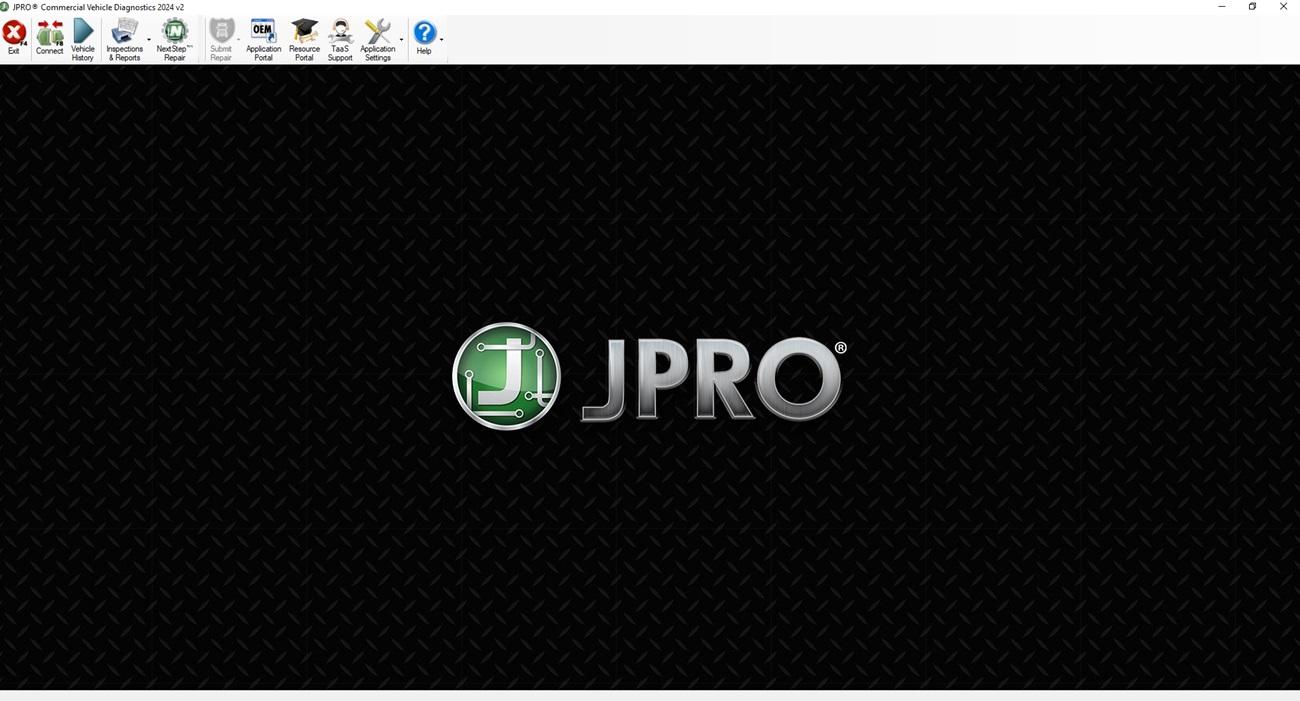 JPRO® Commercial Vehicle Diagnostics 2024 v2
F4
Exit
F8
Connect
Vehicle
History
Inspections
& Reports
N
NextStep™
Repair
Submit
Repair
OEM
Application
Portal
Resource
Portal
TaaS
Support
Application
Settings
?
Help
J JPRO®